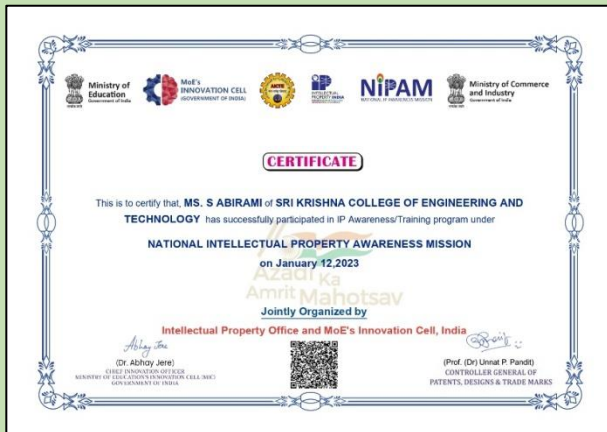 Ministry of
Education
Government of India
MoE's
INNOVATION CELL
(GOVERNMENT OF INDIA)
AICTE
INTELLECTUAL
PROPERTY INDIA
NiPAM
NATIONAL IP AWARENESS MISSION
Ministry of Commerce
and Industry
Government of India
CERTIFICATE
This is to certify that, MS. S ABIRAMI of SRI KRISHNA COLLEGE OF ENGINEERING AND
TECHNOLOGY has successfully participated in IP Awareness/Training program under
NATIONAL INTELLECTUAL PROPERTY AWARENESS MISSION
on January 12,2023
Azadi Ka
Amrit Mahotsav
Jointly Organized by
Intellectual Property Office and MoE's Innovation Cell, India
Abhay Jere
(Dr. Abhay Jere)
CHIEF INNOVATION OFFICER
MINISTRY OF EDUCATION'S INNOVATION CELL (MIC)
GOVERNMENT OF INDIA
(Prof. (Dr) Unnat P. Pandit)
CONTROLLER GENERAL OF
PATENTS, DESIGNS & TRADE MARKS